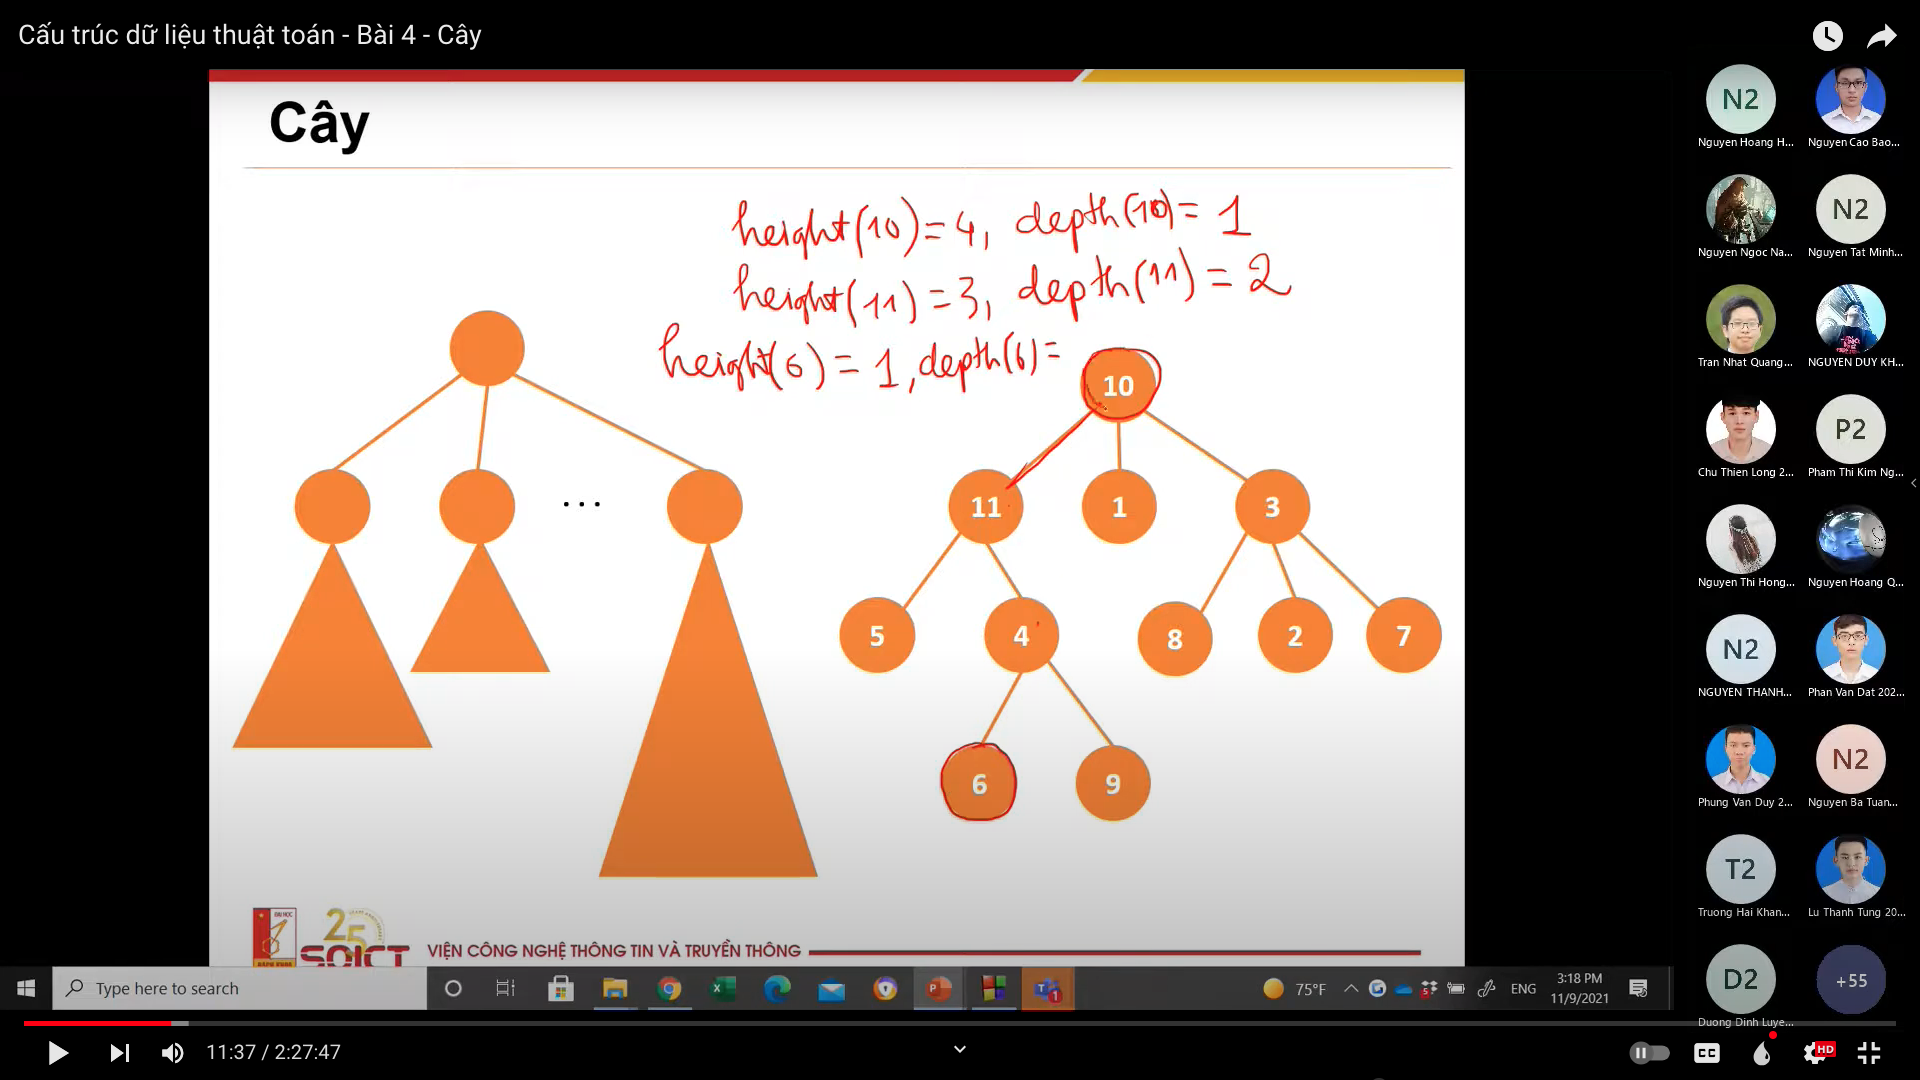 Cấu trúc dữ liệu thuật toán - Bài 4 - Cây
Cây
height(10) = 4, depth(10) = 1
height(11) = 3, depth(11) = 2
height(6) = 1, depth(6) =
10
11 1 3
...
5 4 8 2 7
6 9
25
SOICT
VIỆN CÔNG NGHỆ THÔNG TIN VÀ TRUYỀN THÔNG
N2
Nguyen Hoang H...
Nguyen Cao Bao...
Nguyen Ngoc Na...
N2
Nguyen Tat Minh...
Tran Nhat Quang...
NGUYEN DUY KH...
Chu Thien Long 2...
P2
Pham Thi Kim Ng...
Nguyen Thi Hong...
Nguyen Hoang Q...
N2
NGUYEN THANH...
Phan Van Dat 202...
Phung Van Duy 2...
N2
Nguyen Ba Tuan...
T2
Truong Hai Khan...
Lu Thanh Tung 20...
D2
Duong Dinh Luye...
+55
Type here to search
1
75°F
5
ENG
3:18 PM
11/9/2021
11:37 / 2:27:47
CC
HD